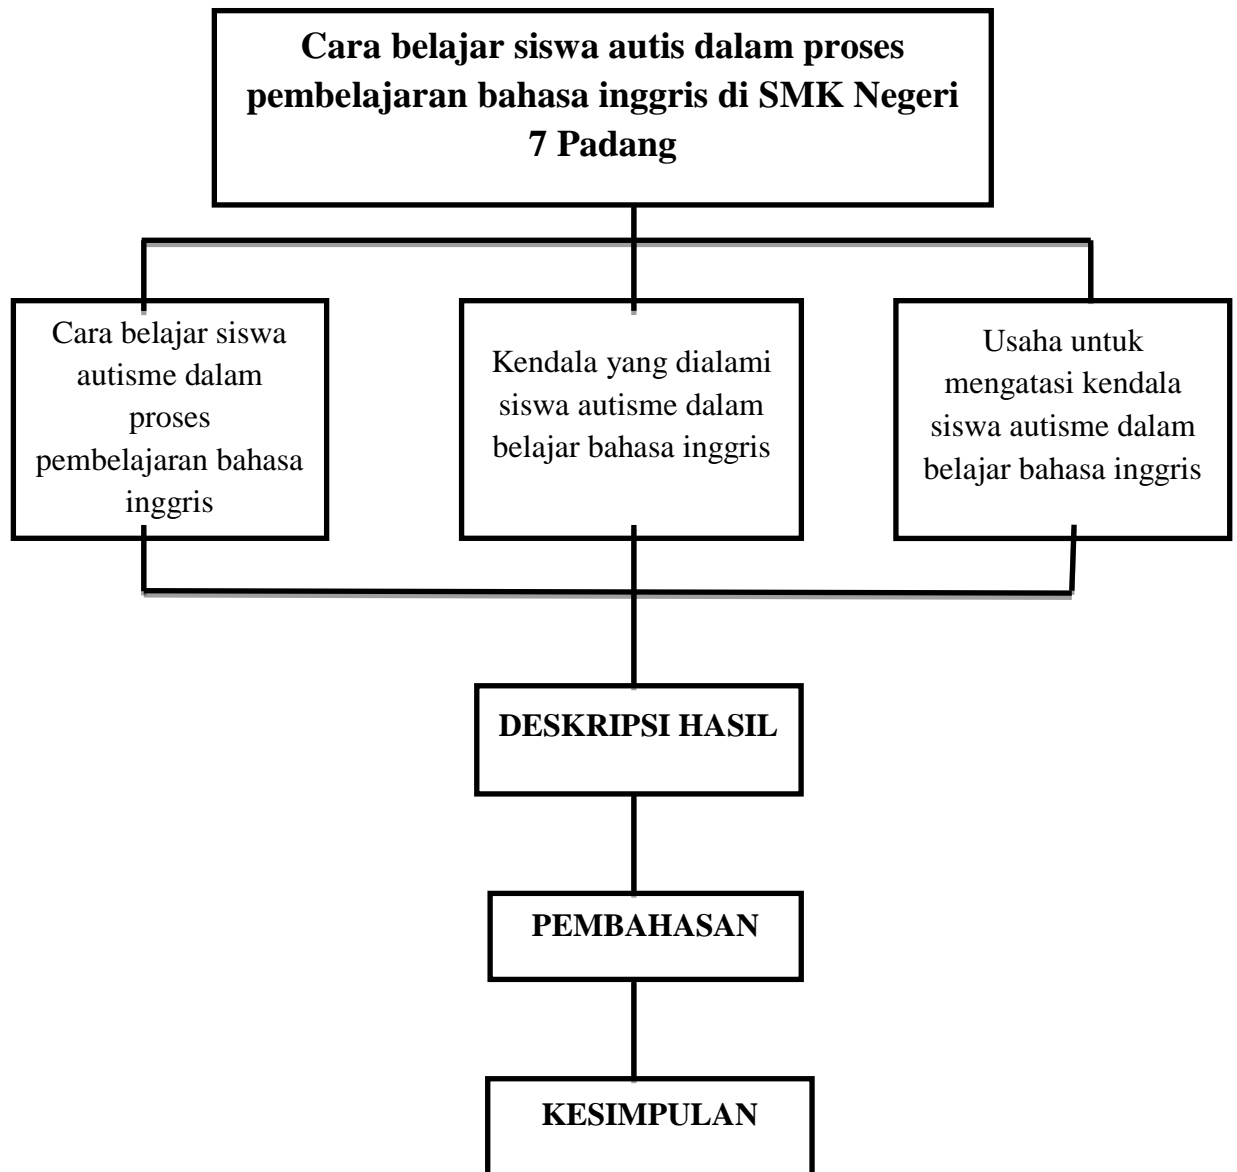 Cara belajar siswa autis dalam proses
pembelajaran bahasa inggris di SMK Negeri
7 Padang
Cara belajar siswa
autisme dalam
proses
pembelajaran bahasa
inggris
Kendala yang dialami
siswa autisme dalam
belajar bahasa inggris
Usaha untuk
mengatasi kendala
siswa autisme dalam
belajar bahasa inggris
DESKRIPSI HASIL
PEMBAHASAN
KESIMPULAN